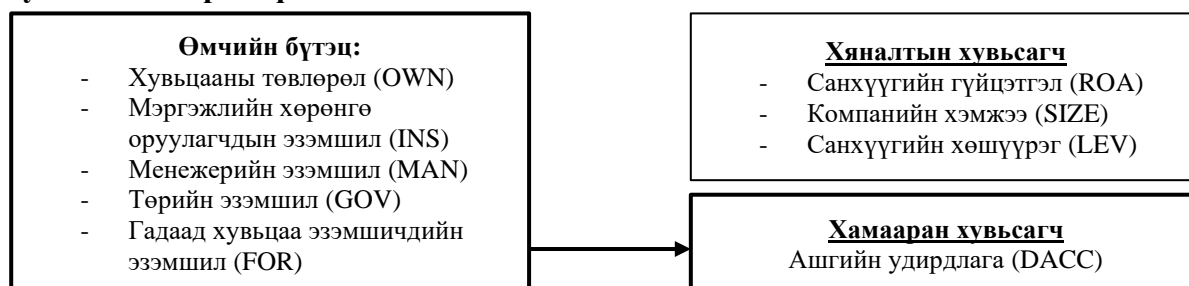 Өмчийн бүтэц:
- Хувьцааны төвлөрөл (OWN)
- Мэргэжлийн хөрөнгө
оруулагчдын эзэмшил (INS)
- Менежерийн эзэмшил (MAN)
- Төрийн эзэмшил (GOV)
- Гадаад хувьцаа эзэмшичдийн
эзэмшил (FOR)
Хяналтын хувьсагч
- Санхүүгийн гүйцэтгэл (ROA)
- Компанийн хэмжээ (SIZE)
- Санхүүгийн хөшүүрэг (LEV)
Хамааран хувьсагч
Ашгийн удирдлага (DACC)